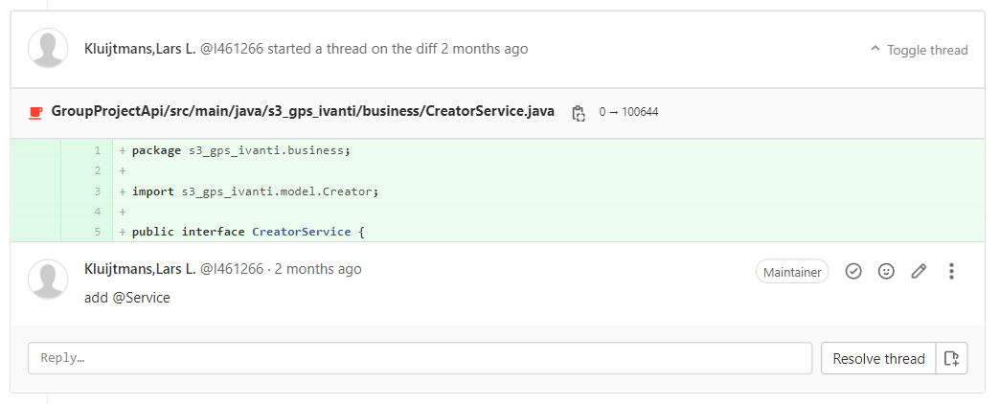 Kluijtmans,Lars L. @I461266 started a thread on the diff 2 months ago
Toggle thread
GroupProjectApi/src/main/java/s3_gps_ivanti/business/CreatorService.java 0 → 100644
1 + package s3_gps_ivanti.business;
2 +
3 + import s3_gps_ivanti.model.Creator;
4 +
5 + public interface CreatorService {
Kluijtmans,Lars L. @I461266 · 2 months ago
Maintainer
add @Service
Reply…
Resolve thread